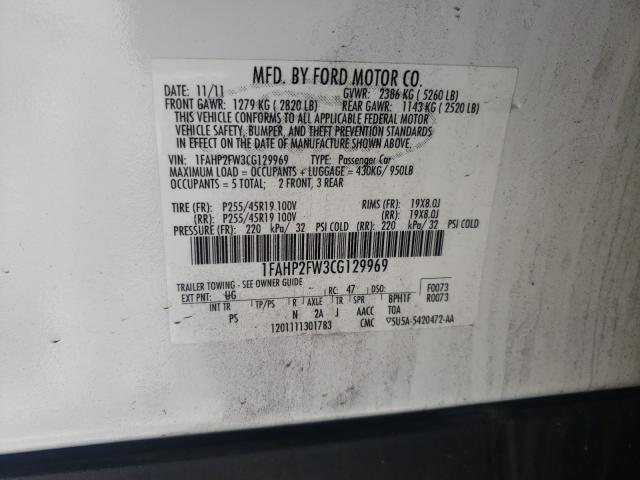 MFD. BY FORD MOTOR CO.
DATE: 11/11 GVWR: 2386 KG ( 5260 LB)
FRONT GAWR: 1279 KG ( 2820 LB) REAR GAWR: 1143 KG ( 2520 LB)
THIS VEHICLE CONFORMS TO ALL APPLICABLE FEDERAL MOTOR
VEHICLE SAFETY, BUMPER, AND THEFT PREVENTION STANDARDS
IN EFFECT ON THE DATE OF MANUFACTURE SHOWN ABOVE.
VIN: 1FAHP2FW3CG129969 TYPE: Passenger Car
MAXIMUM LOAD = OCCUPANTS + LUGGAGE = 430KG/ 950LB
OCCUPANTS = 5 TOTAL: 2 FRONT, 3 REAR
TIRE (FR): P255/45R19 100V RIMS (FR): 19X8.0J
(RR): P255/45R19 100V (RR): 19X8.0J
PRESSURE (FR): 220 kPa/ 32 PSI COLD (RR): 220 kPa/ 32 PSI COLD
1FAHP2FW3CG129969
TRAILER TOWING - SEE OWNER GUIDE
EXT PNT: UG RC: 47 DSO: F0073
R0073
INT TR TP/PS R AXLE TR SPR BPHTF
PS N 2A J AACC TOA
1201111301783 CMC 5U5A-5420472-AA